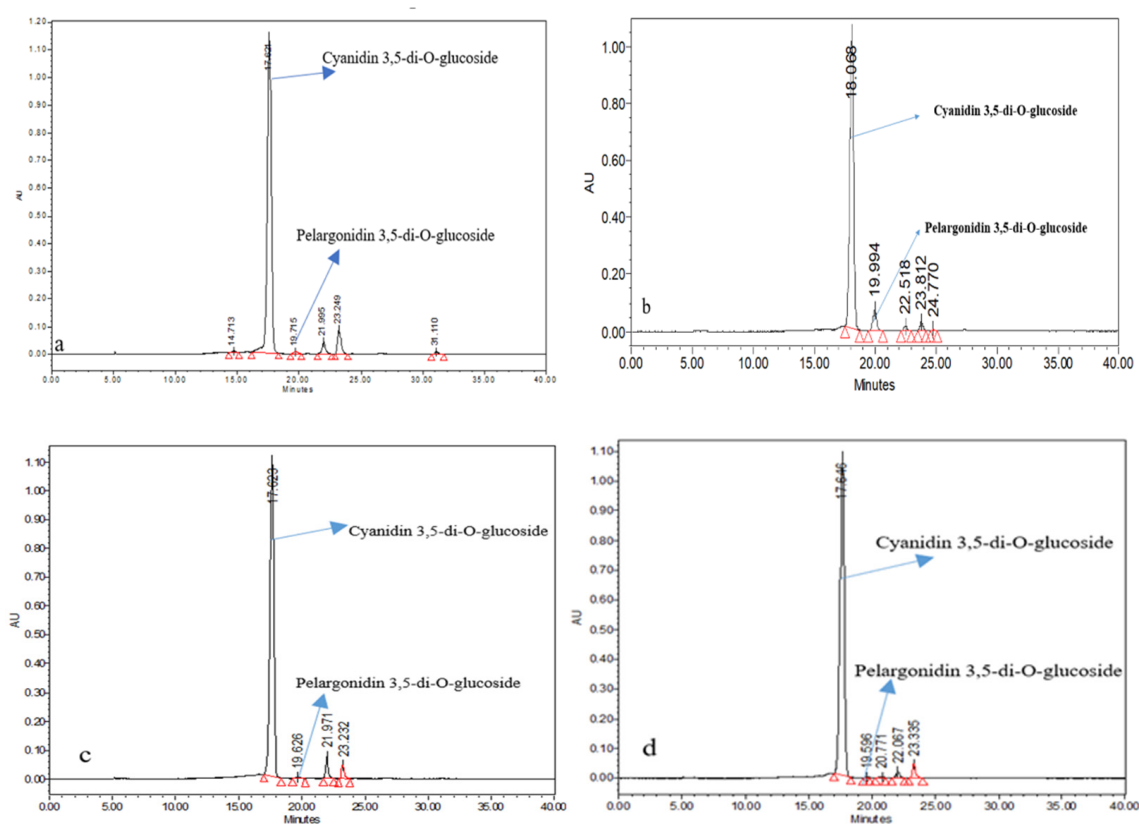 1.20
1.10
1.00
0.90
0.80
0.70
0.60
0.50
0.40
0.30
0.20
0.10
0.00
AU
17.621
Cyanidin 3,5-di-O-glucoside
Pelargonidin 3,5-di-O-glucoside
14.713
19.715
21.995
23.249
31.110
a
0.00 5.00 10.00 15.00 20.00 25.00 30.00 35.00 40.00
Minutes
1.00
0.80
0.60
0.40
0.20
0.00
AU
18.068
Cyanidin 3,5-di-O-glucoside
Pelargonidin 3,5-di-O-glucoside
19.994
22.518
23.812
24.770
b
0.00 5.00 10.00 15.00 20.00 25.00 30.00 35.00 40.00
Minutes
1.10
1.00
0.90
0.80
0.70
0.60
0.50
0.40
0.30
0.20
0.10
0.00
AU
17.623
Cyanidin 3,5-di-O-glucoside
Pelargonidin 3,5-di-O-glucoside
19.626
21.971
23.232
c
0.00 5.00 10.00 15.00 20.00 25.00 30.00 35.00 40.00
Minutes
1.10
1.00
0.90
0.80
0.70
0.60
0.50
0.40
0.30
0.20
0.10
0.00
AU
17.646
Cyanidin 3,5-di-O-glucoside
Pelargonidin 3,5-di-O-glucoside
19.596
20.771
22.067
23.335
d
0.00 5.00 10.00 15.00 20.00 25.00 30.00 35.00 40.00
Minutes